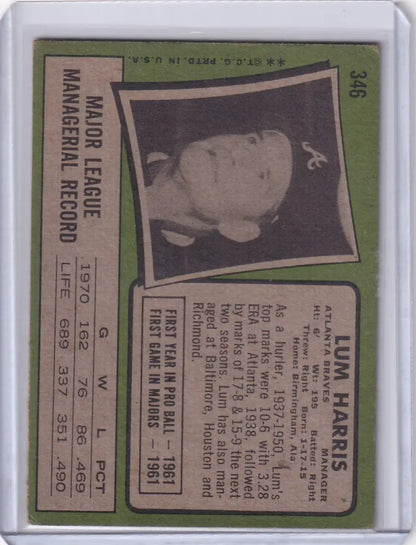 346
LUM HARRIS
MANAGER
ATLANTA BRAVES
Ht: 6' Wt: 195 Batted: Right
Threw: Right Born: 1-17-15
Home: Birmingham, Ala.
As a hurler, 1937-1950, Lum's
top marks were 10-6 with 3.28
ERA at Atlanta 1938, followed
by marks of 17-8 & 15-9 the next
two seasons. Lum has also man-
aged at Baltimore, Houston and
Richmond.
FIRST YEAR IN PRO BALL — 1961
FIRST GAME IN MAJORS — 1961
A
MAJOR LEAGUE
MANAGERIAL RECORD
G W L PCT
1970 162 76 86 .469
LIFE 689 337 351 .490
**©T.C.G. PRTD. IN U.S.A.